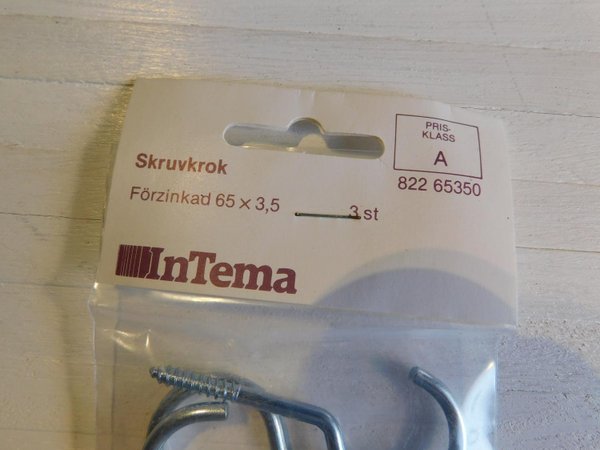 PRIS-
KLASS
A
Skruvkrok
822 65350
Förzinkad 65 × 3,5 3 st
InTema